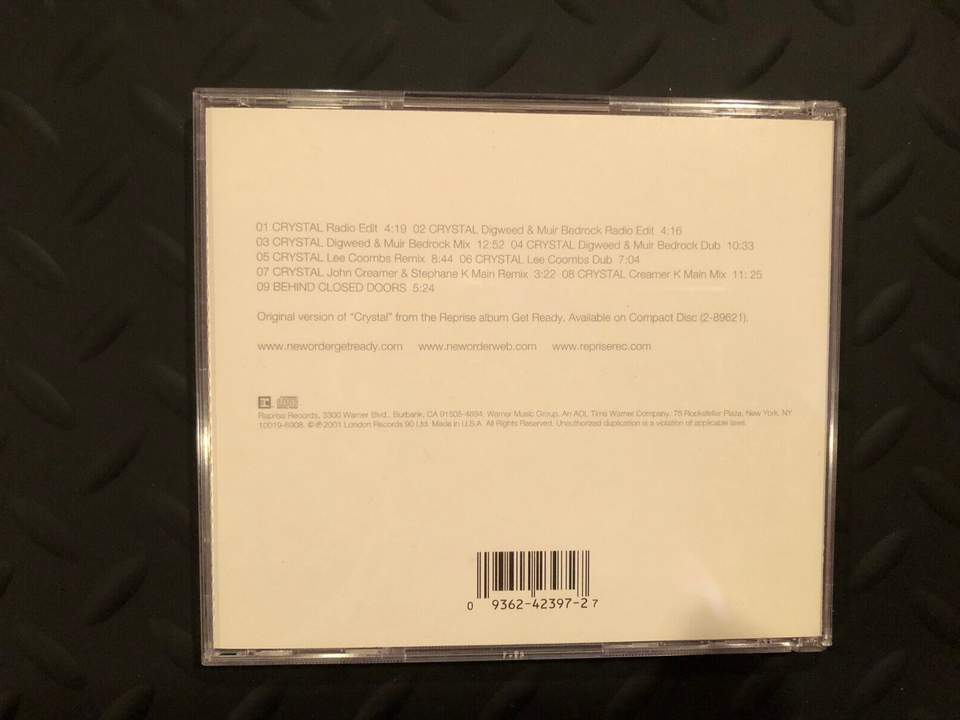 01 CRYSTAL Radio Edit 4:19 02 CRYSTAL Digweed & Muir Bedrock Radio Edit 4:16
03 CRYSTAL Digweed & Muir Bedrock Mix 12:52 04 CRYSTAL Digweed & Muir Bedrock Dub 10:33
05 CRYSTAL Lee Coombs Remix 8:44 06 CRYSTAL Lee Coombs Dub 7:04
07 CRYSTAL John Creamer & Stephane K Main Remix 3:22 08 CRYSTAL Creamer K Main Mix 11: 25
09 BEHIND CLOSED DOORS 5:24
Original version of "Crystal" from the Reprise album Get Ready. Available on Compact Disc (2-89621).
www.newordergetready.com www.neworderweb.com www.repriserec.com
Reprise Records, 3300 Warner Blvd., Burbank, CA 91505-4694. Warner Music Group, An AOL Time Warner Company. 75 Rockefeller Plaza, New York, NY
10019-6908. ©℗ 2001 London Records 90 Ltd. Made in U.S.A. All Rights Reserved. Unauthorized duplication is a violation of applicable laws.
0 9362-42397-2 7